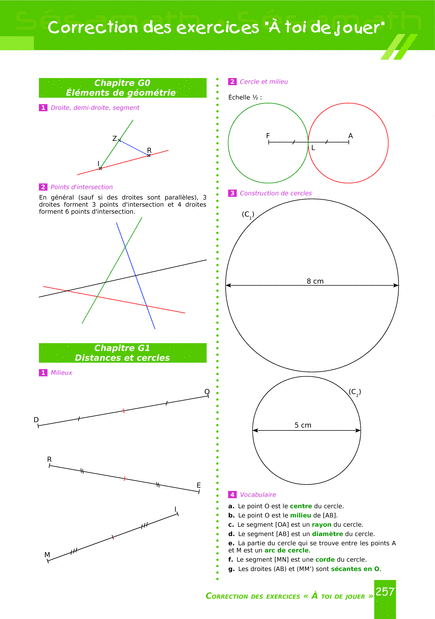 Correction des exercices "À toi de jouer"
Chapitre G0
Éléments de géométrie
1 Droite, demi-droite, segment
Z
R
I
2 Points d'intersection
En général (sauf si des droites sont parallèles), 3
droites forment 3 points d'intersection et 4 droites
forment 6 points d'intersection.
Chapitre G1
Distances et cercles
1 Milieux
D
O
R
E
I
M
2 Cercle et milieu
Échelle ½ :
F
A
L
3 Construction de cercles
(C1)
8 cm
(C2)
5 cm
4 Vocabulaire
a. Le point O est le centre du cercle.
b. Le point O est le milieu de [AB].
c. Le segment [OA] est un rayon du cercle.
d. Le segment [AB] est un diamètre du cercle.
e. La partie du cercle qui se trouve entre les points A
et M est un arc de cercle.
f. Le segment [MN] est une corde du cercle.
g. Les droites (AB) et (MM') sont sécantes en O.
CORRECTION DES EXERCICES « À TOI DE JOUER » 257